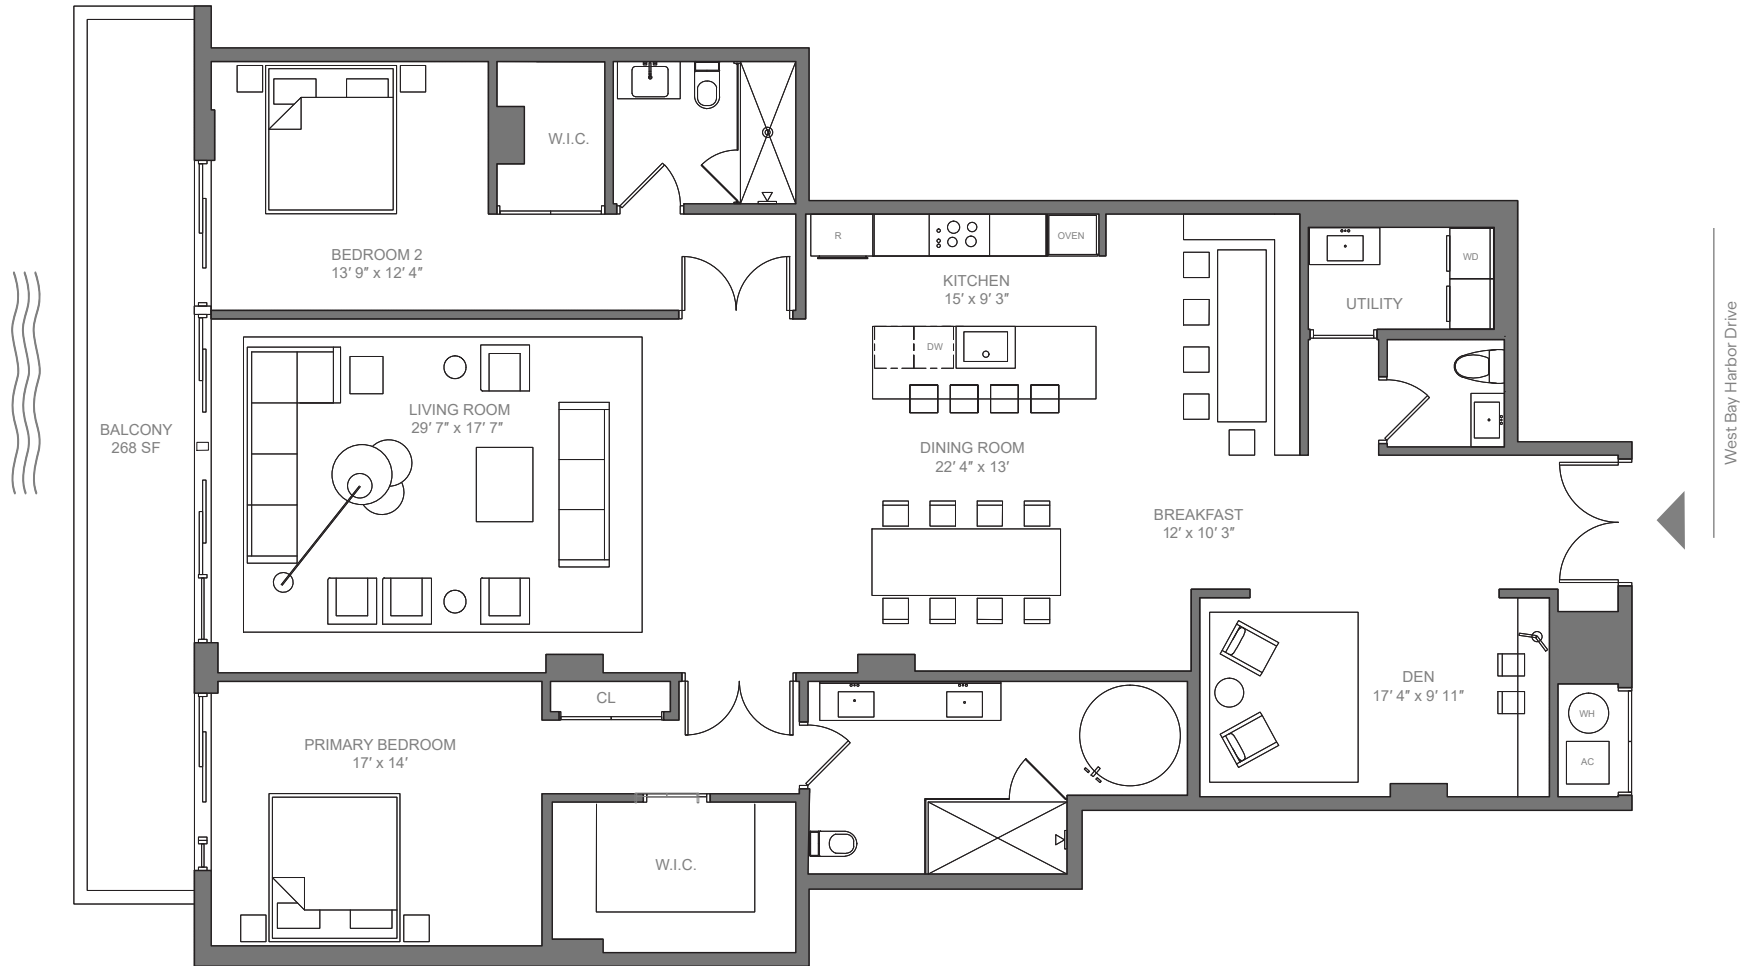 W.I.C.
BEDROOM 2
13′ 9″ x 12′ 4″
R
OVEN
KITCHEN
15′ x 9′ 3″
WD
UTILITY
DW
LIVING ROOM
29′ 7″ x 17′ 7″
BALCONY
268 SF
DINING ROOM
22′ 4″ x 13′
BREAKFAST
12′ x 10′ 3″
West Bay Harbor Drive
DEN
17′ 4″ x 9′ 11″
CL
WH
AC
PRIMARY BEDROOM
17′ x 14′
W.I.C.